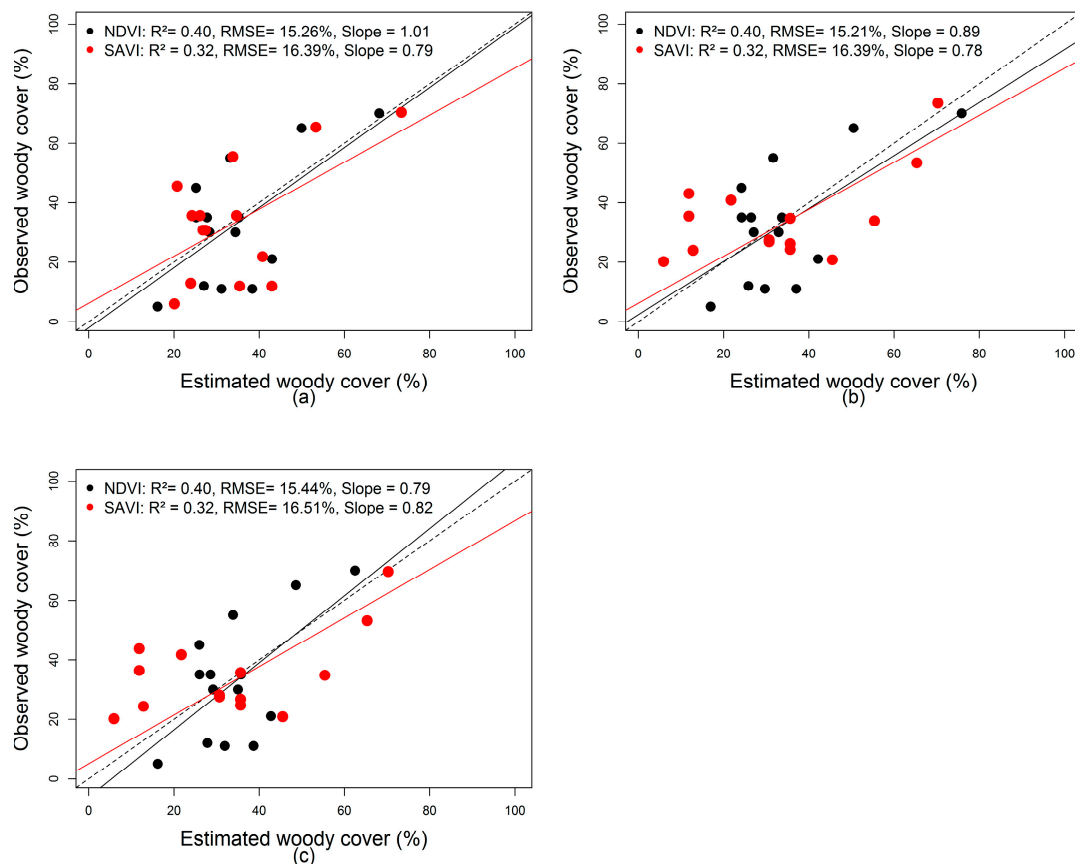 NDVI: R²= 0.40, RMSE= 15.26%, Slope = 1.01
SAVI: R² = 0.32, RMSE= 16.39%, Slope = 0.79
Observed woody cover (%)
100
80
60
40
20
0
0 20 40 60 80 100
Estimated woody cover (%)
(a)
NDVI: R² = 0.40, RMSE= 15.21%, Slope = 0.89
SAVI: R² = 0.32, RMSE= 16.39%, Slope = 0.78
Observed woody cover (%)
100
80
60
40
20
0
0 20 40 60 80 100
Estimated woody cover (%)
(b)
NDVI: R²= 0.40, RMSE= 15.44%, Slope = 0.79
SAVI: R² = 0.32, RMSE= 16.51%, Slope = 0.82
Observed woody cover (%)
100
80
60
40
20
0
0 20 40 60 80 100
Estimated woody cover (%)
(c)